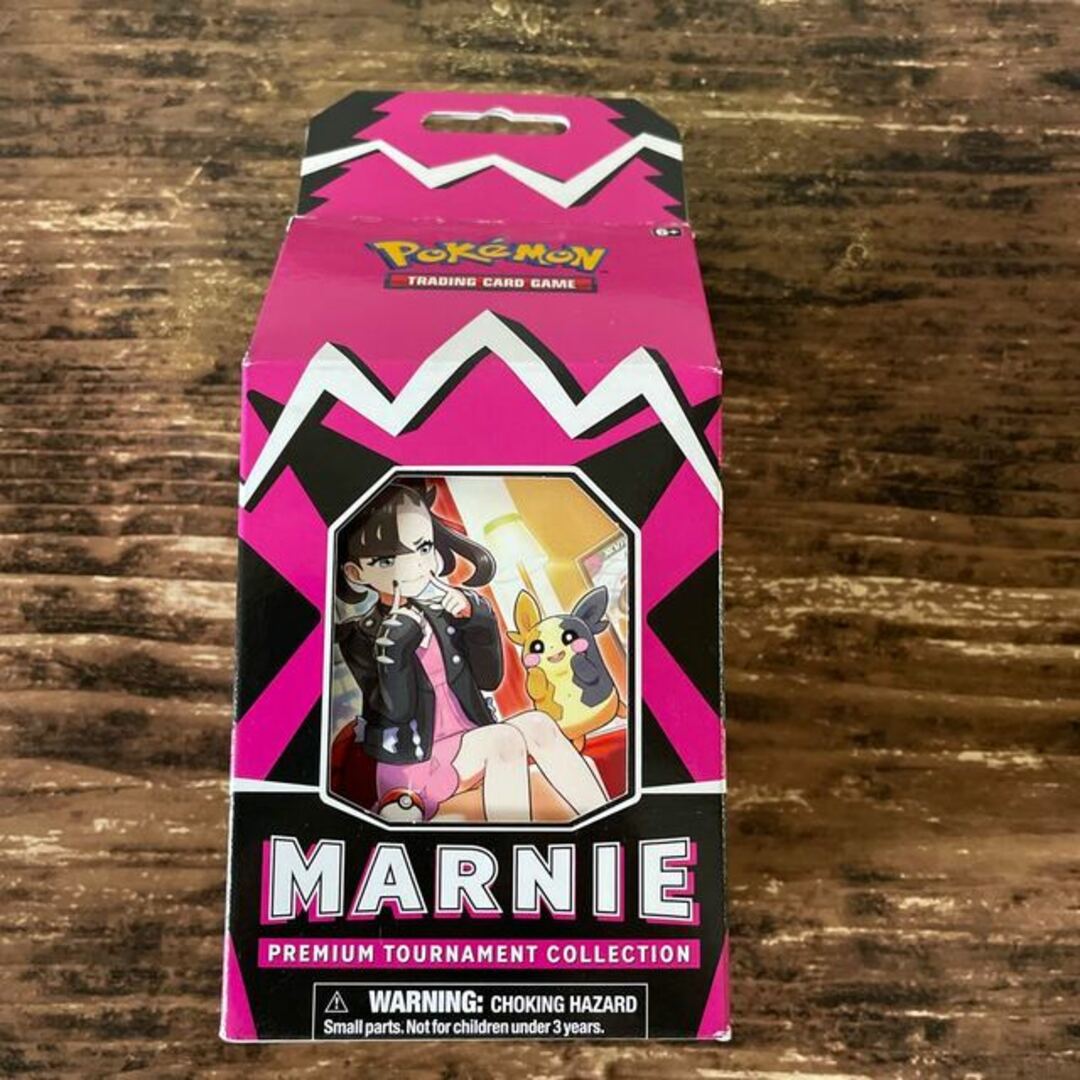 6+
POKéMON
TRADING CARD GAME
MARNIE
PREMIUM TOURNAMENT COLLECTION
WARNING: CHOKING HAZARD
Small parts. Not for children under 3 years.